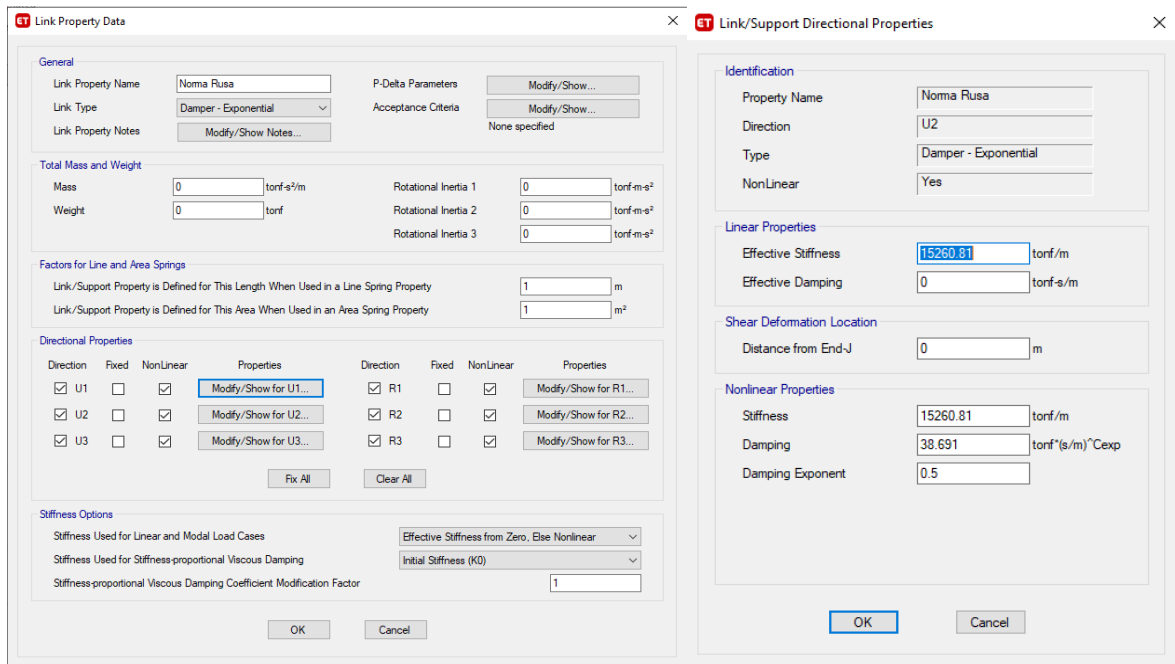 ET Link Property Data
General
Link Property Name Norma Rusa P-Delta Parameters Modify/Show...
Link Type Damper - Exponential Acceptance Criteria Modify/Show...
Link Property Notes Modify/Show Notes... None specified
Total Mass and Weight
Mass 0 tonf-s²/m Rotational Inertia 1 0 tonf-m-s²
Weight 0 tonf Rotational Inertia 2 0 tonf-m-s²
Rotational Inertia 3 0 tonf-m-s²
Factors for Line and Area Springs
Link/Support Property is Defined for This Length When Used in a Line Spring Property 1 m
Link/Support Property is Defined for This Area When Used in an Area Spring Property 1 m²
Directional Properties
Direction Fixed NonLinear Properties Direction Fixed NonLinear Properties
U1 Modify/Show for U1... R1 Modify/Show for R1...
U2 Modify/Show for U2... R2 Modify/Show for R2...
U3 Modify/Show for U3... R3 Modify/Show for R3...
Fix All Clear All
Stiffness Options
Stiffness Used for Linear and Modal Load Cases Effective Stiffness from Zero, Else Nonlinear
Stiffness Used for Stiffness-proportional Viscous Damping Initial Stiffness (K0)
Stiffness-proportional Viscous Damping Coefficient Modification Factor 1
OK Cancel
ET Link/Support Directional Properties
Identification
Property Name Norma Rusa
Direction U2
Type Damper - Exponential
NonLinear Yes
Linear Properties
Effective Stiffness 15260.81 tonf/m
Effective Damping 0 tonf-s/m
Shear Deformation Location
Distance from End-J 0 m
Nonlinear Properties
Stiffness 15260.81 tonf/m
Damping 38.691 tonf*(s/m)^Cexp
Damping Exponent 0.5
OK Cancel